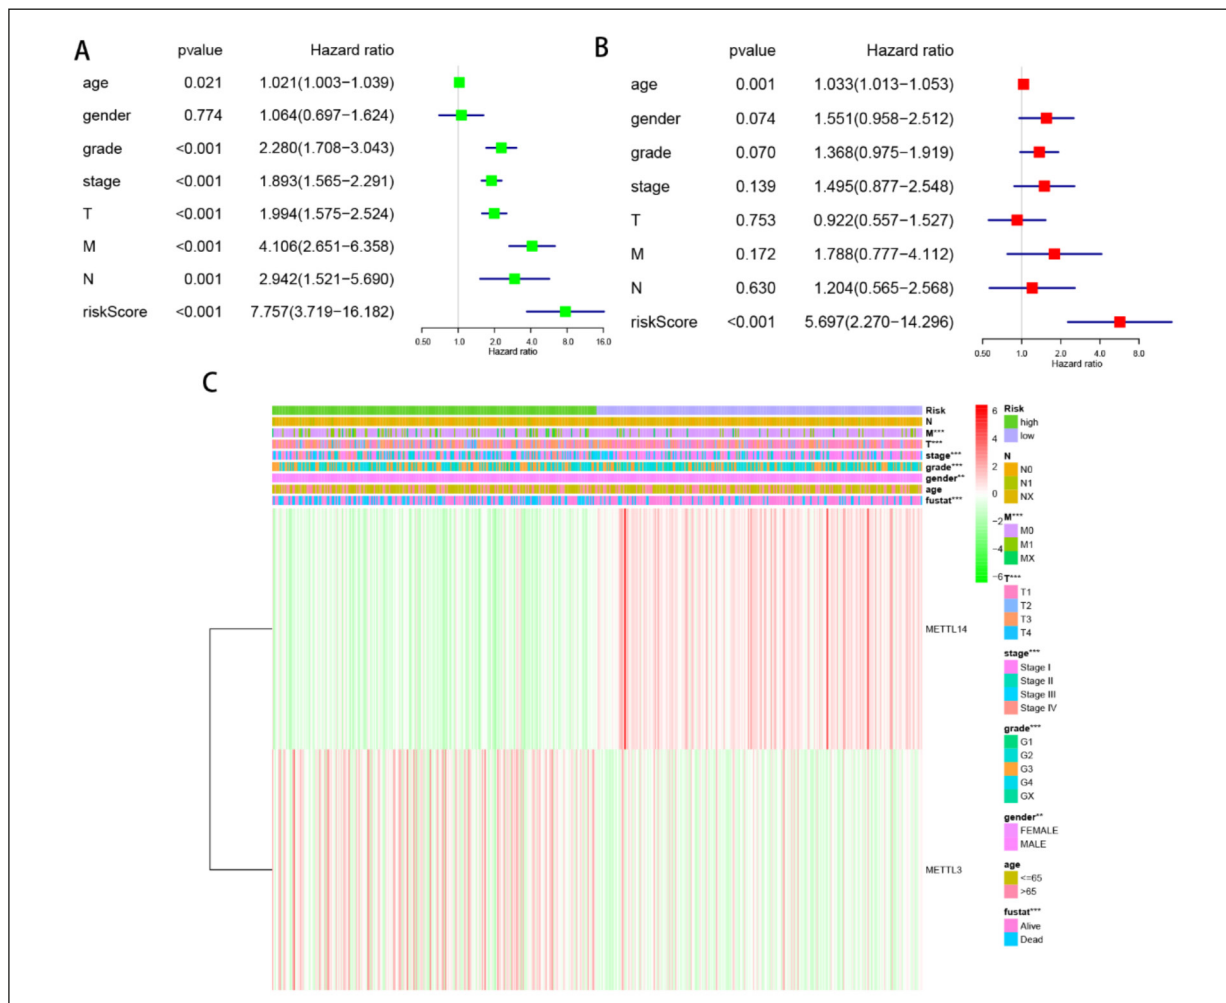 A
pvalue Hazard ratio
age 0.021 1.021(1.003−1.039)
gender 0.774 1.064(0.697−1.624)
grade <0.001 2.280(1.708−3.043)
stage <0.001 1.893(1.565−2.291)
T <0.001 1.994(1.575−2.524)
M <0.001 4.106(2.651−6.358)
N 0.001 2.942(1.521−5.690)
riskScore <0.001 7.757(3.719−16.182)
0.50 1.0 2.0 4.0 8.0 16.0
Hazard ratio
B
pvalue Hazard ratio
age 0.001 1.033(1.013−1.053)
gender 0.074 1.551(0.958−2.512)
grade 0.070 1.368(0.975−1.919)
stage 0.139 1.495(0.877−2.548)
T 0.753 0.922(0.557−1.527)
M 0.172 1.788(0.777−4.112)
N 0.630 1.204(0.565−2.568)
riskScore <0.001 5.697(2.270−14.296)
0.50 1.0 2.0 4.0 8.0
Hazard ratio
C
Risk
N
M***
T***
stage***
grade***
gender**
age
fustat***
METTL14
METTL3
6
4
2
0
−2
−4
−6
Risk
high
low
N
N0
N1
NX
M***
M0
M1
MX
T***
T1
T2
T3
T4
stage***
Stage I
Stage II
Stage III
Stage IV
grade***
G1
G2
G3
G4
GX
gender**
FEMALE
MALE
age
<=65
>65
fustat***
Alive
Dead